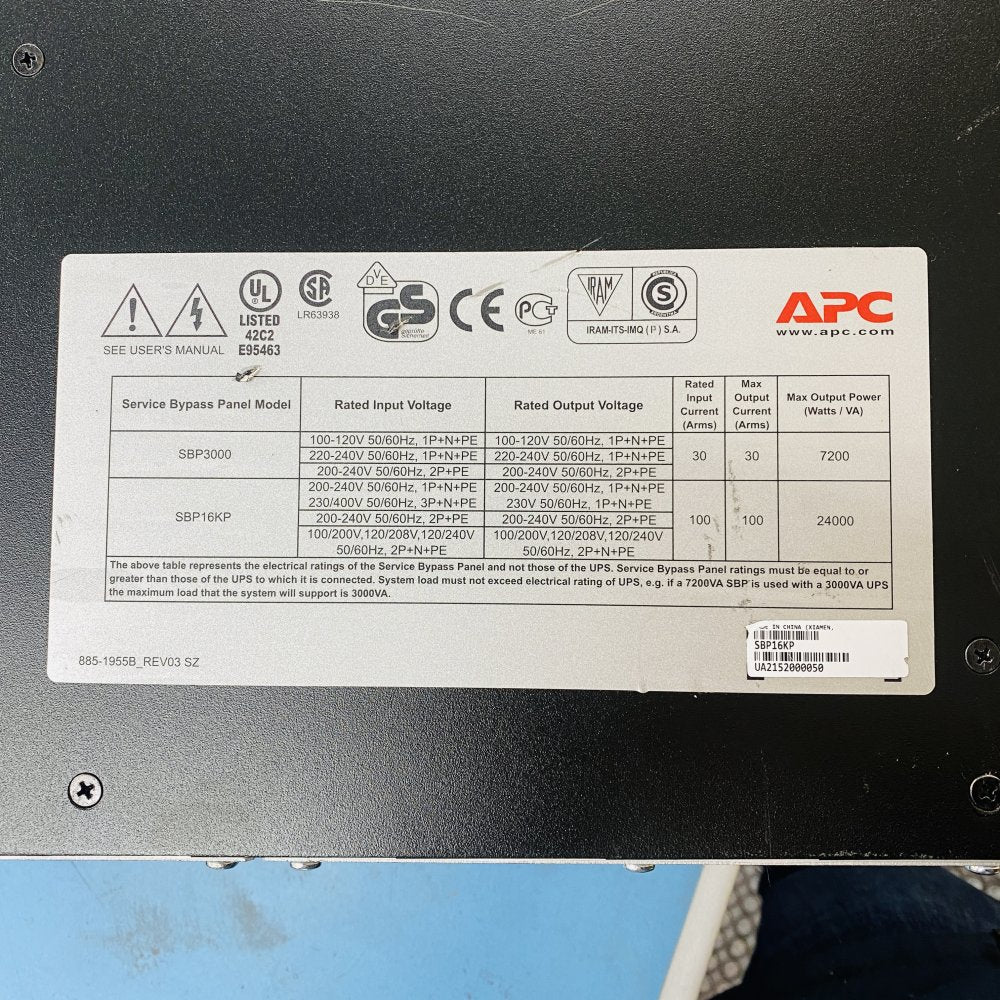 SEE USER'S MANUAL
UL
LISTED
42C2
E95463
SA
LR63938
DVE
GS
geprüfte
Sicherheit
CE
PCT
ME 61
IRAM
REPUBLICA
S
ARGENTINA
IRAM-ITS-IMQ ( P ) S.A.
APC
www.apc.com
Service Bypass Panel Model
Rated Input Voltage
Rated Output Voltage
Rated
Input
Current
(Arms)
Max
Output
Current
(Arms)
Max Output Power
(Watts / VA)
SBP3000
100-120V 50/60Hz, 1P+N+PE
100-120V 50/60Hz, 1P+N+PE
220-240V 50/60Hz, 1P+N+PE
220-240V 50/60Hz, 1P+N+PE
200-240V 50/60Hz, 2P+PE
200-240V 50/60Hz, 2P+PE
30
30
7200
SBP16KP
200-240V 50/60Hz, 1P+N+PE
200-240V 50/60Hz, 1P+N+PE
230/400V 50/60Hz, 3P+N+PE
230V 50/60Hz, 1P+N+PE
200-240V 50/60Hz, 2P+PE
200-240V 50/60Hz, 2P+PE
100/200V,120/208V,120/240V
50/60Hz, 2P+N+PE
100/200V,120/208V,120/240V
50/60Hz, 2P+N+PE
100
100
24000
The above table represents the electrical ratings of the Service Bypass Panel and not those of the UPS. Service Bypass Panel ratings must be equal to or
greater than those of the UPS to which it is connected. System load must not exceed electrical rating of UPS, e.g. if a 7200VA SBP is used with a 3000VA UPS
the maximum load that the system will support is 3000VA.
885-1955B_REV03 SZ
IN CHINA (XIAMEN,
SBP16KP
UA2152000050